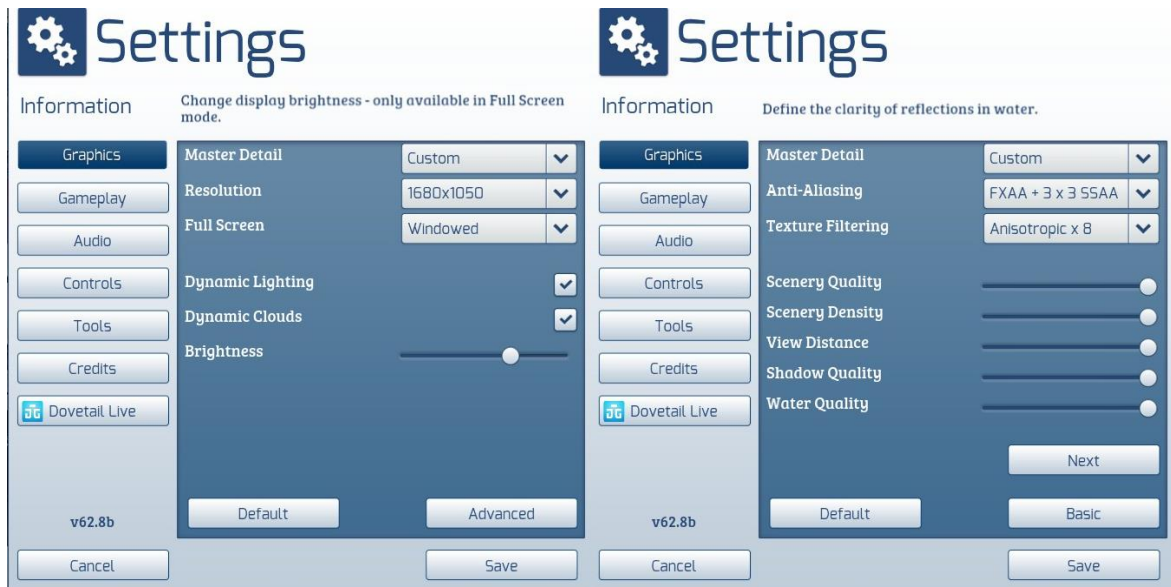 Settings
Information
Change display brightness - only available in Full Screen
mode.
Graphics
Gameplay
Audio
Controls
Tools
Credits
Dovetail Live
v62.8b
Cancel
Master Detail
Custom
Resolution
1680x1050
Full Screen
Windowed
Dynamic Lighting
Dynamic Clouds
Brightness
Default
Advanced
Save
Settings
Information
Define the clarity of reflections in water.
Graphics
Gameplay
Audio
Controls
Tools
Credits
Dovetail Live
v62.8b
Cancel
Master Detail
Custom
Anti-Aliasing
FXAA + 3 x 3 SSAA
Texture Filtering
Anisotropic x 8
Scenery Quality
Scenery Density
View Distance
Shadow Quality
Water Quality
Next
Default
Basic
Save